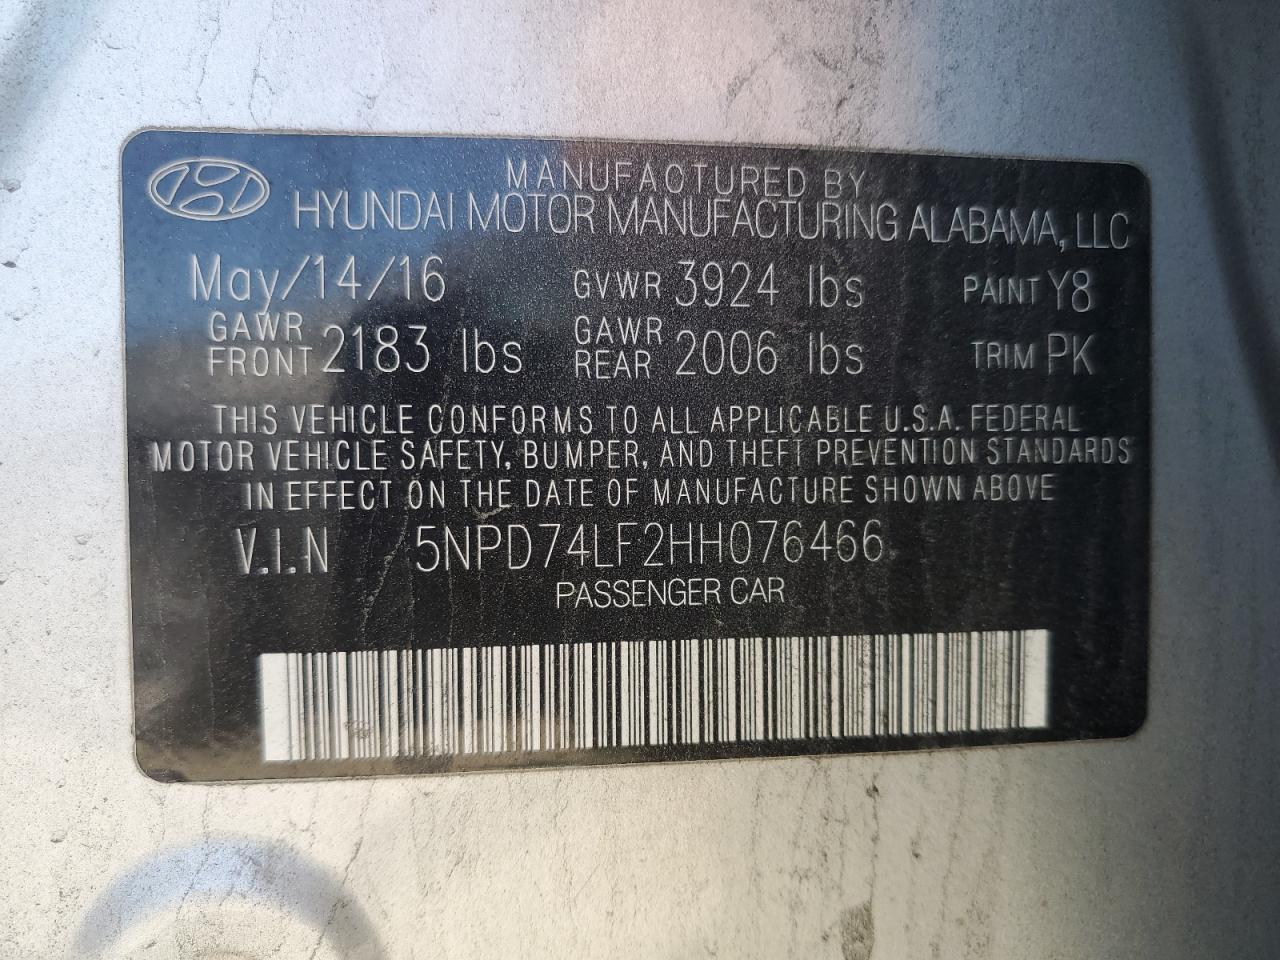 MANUFACTURED BY
HYUNDAI MOTOR MANUFACTURING ALABAMA, LLC
May/14/16 GVWR 3924 lbs PAINT Y8
GAWR FRONT 2183 lbs GAWR REAR 2006 lbs TRIM PK
THIS VEHICLE CONFORMS TO ALL APPLICABLE U.S.A. FEDERAL
MOTOR VEHICLE SAFETY, BUMPER, AND THEFT PREVENTION STANDARDS
IN EFFECT ON THE DATE OF MANUFACTURE SHOWN ABOVE
V.I.N 5NPD74LF2HH076466
PASSENGER CAR